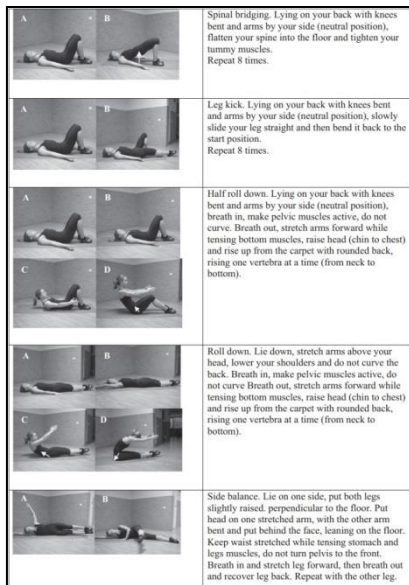 A B
Spinal bridging. Lying on your back with knees
bent and arms by your side (neutral position),
flatten your spine into the floor and tighten your
tummy muscles.
Repeat 8 times.
A B
Leg kick. Lying on your back with knees bent
and arms by your side (neutral position), slowly
slide your leg straight and then bend it back to the
start position.
Repeat 8 times.
A B
C D
Half roll down. Lying on your back with knees
bent and arms by your side (neutral position),
breath in, make pelvic muscles active, do not
curve. Breath out, stretch arms forward while
tensing bottom muscles, raise head (chin to chest)
and rise up from the carpet with rounded back,
rising one vertebra at a time (from neck to
bottom).
A B
C D
Roll down. Lie down, stretch arms above your
head, lower your shoulders and do not curve the
back. Breath in, make pelvic muscles active, do
not curve Breath out, stretch arms forward while
tensing bottom muscles, raise head (chin to chest)
and rise up from the carpet with rounded back,
rising one vertebra at a time (from neck to
bottom).
A B
Side balance. Lie on one side, put both legs
slightly raised. perpendicular to the floor. Put
head on one stretched arm, with the other arm
bent and put behind the face, leaning on the floor.
Keep waist stretched while tensing stomach and
legs muscles, do not turn pelvis to the front.
Breath in and stretch leg forward, then breath out
and recover leg back. Repeat with the other leg.